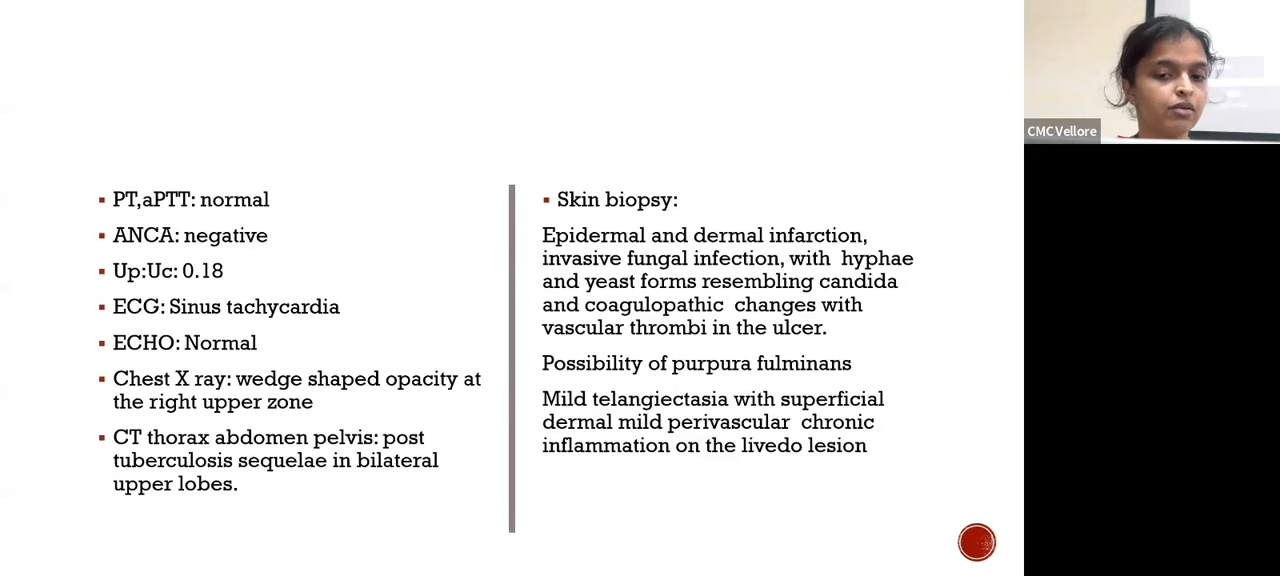 PT,aPTT: normal
ANCA: negative
Up:Uc: 0.18
ECG: Sinus tachycardia
ECHO: Normal
Chest X ray: wedge shaped opacity at
the right upper zone
CT thorax abdomen pelvis: post
tuberculosis sequelae in bilateral
upper lobes.
Skin biopsy:
Epidermal and dermal infarction,
invasive fungal infection, with hyphae
and yeast forms resembling candida
and coagulopathic changes with
vascular thrombi in the ulcer.
Possibility of purpura fulminans
Mild telangiectasia with superficial
dermal mild perivascular chronic
inflammation on the livedo lesion
CMC Vellore